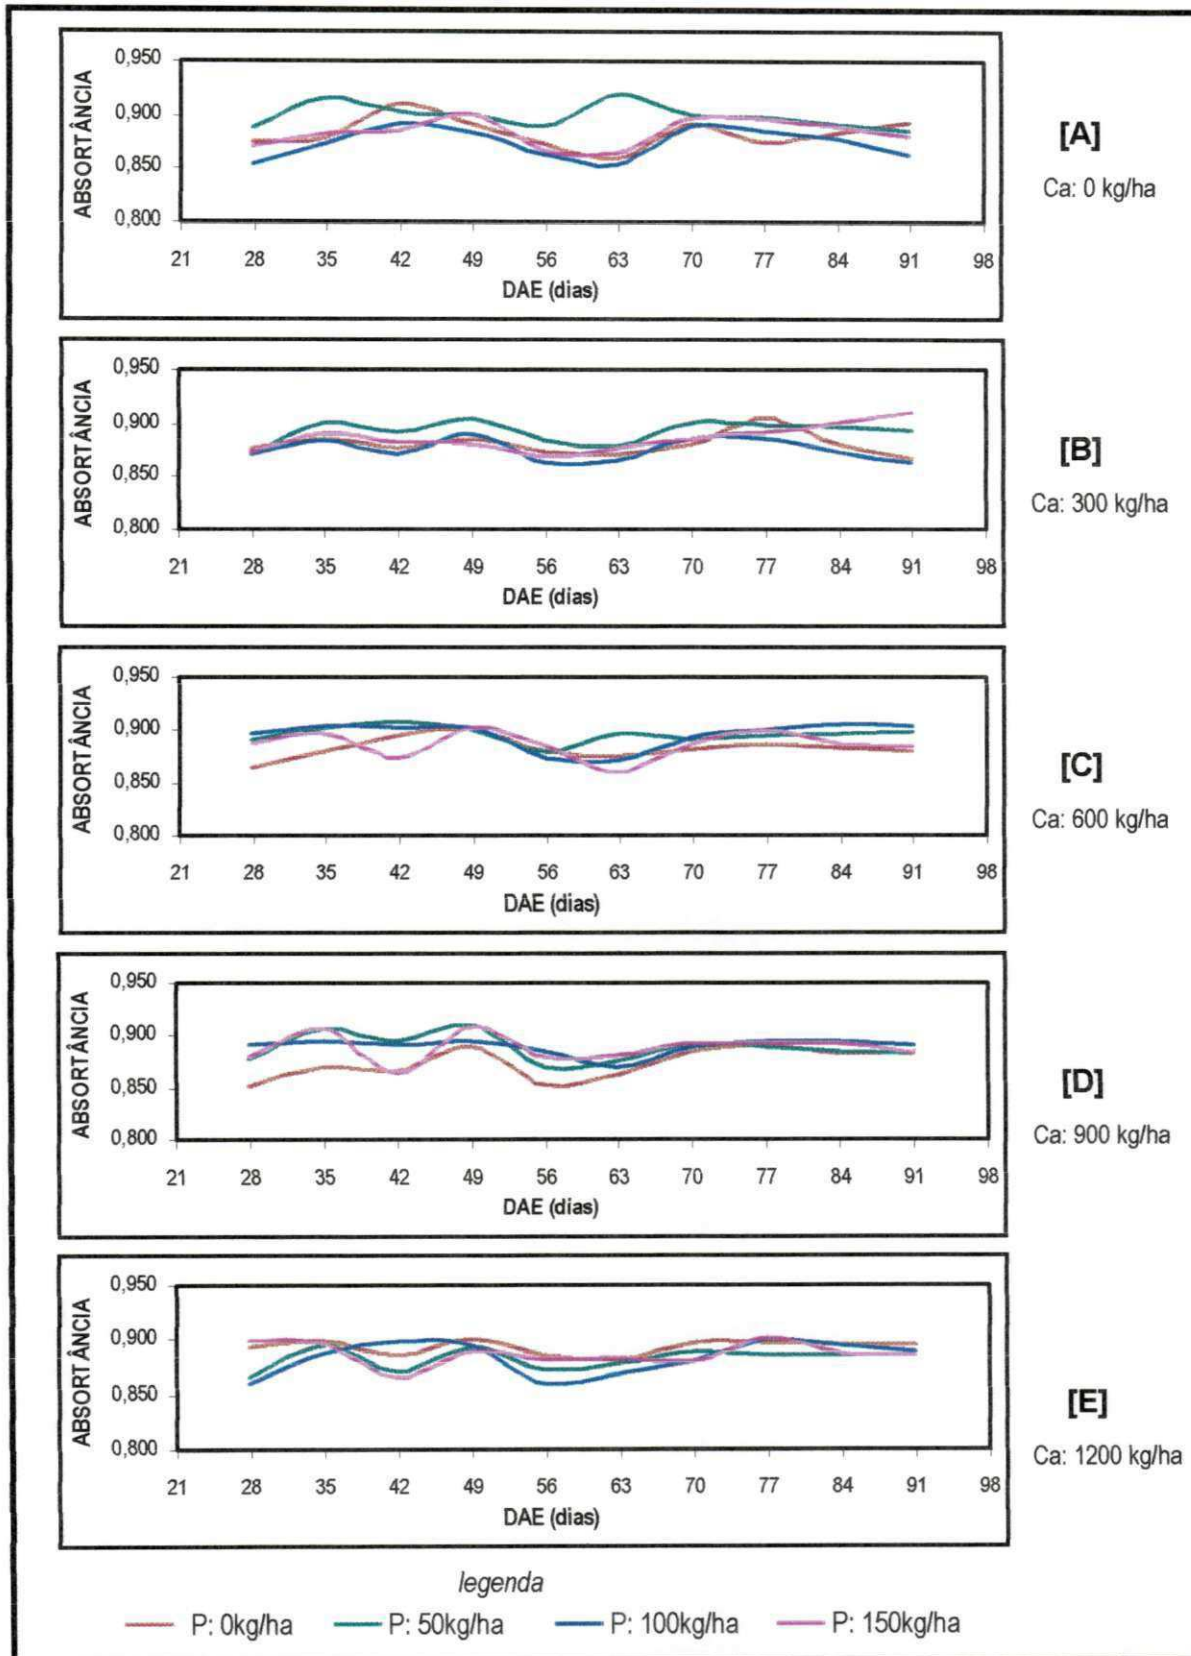 ABSORTÂNCIA
0,950
0,900
0,850
0,800
21 28 35 42 49 56 63 70 77 84 91 98
DAE (dias)
[A]
Ca: 0 kg/ha
ABSORTÂNCIA
0,950
0,900
0,850
0,800
21 28 35 42 49 56 63 70 77 84 91 98
DAE (dias)
[B]
Ca: 300 kg/ha
ABSORTÂNCIA
0,950
0,900
0,850
0,800
21 28 35 42 49 56 63 70 77 84 91 98
DAE (dias)
[C]
Ca: 600 kg/ha
ABSORTÂNCIA
0,950
0,900
0,850
0,800
21 28 35 42 49 56 63 70 77 84 91 98
DAE (dias)
[D]
Ca: 900 kg/ha
ABSORTÂNCIA
0,950
0,900
0,850
0,800
21 28 35 42 49 56 63 70 77 84 91 98
DAE (dias)
[E]
Ca: 1200 kg/ha
legenda
P: 0kg/ha P: 50kg/ha P: 100kg/ha P: 150kg/ha